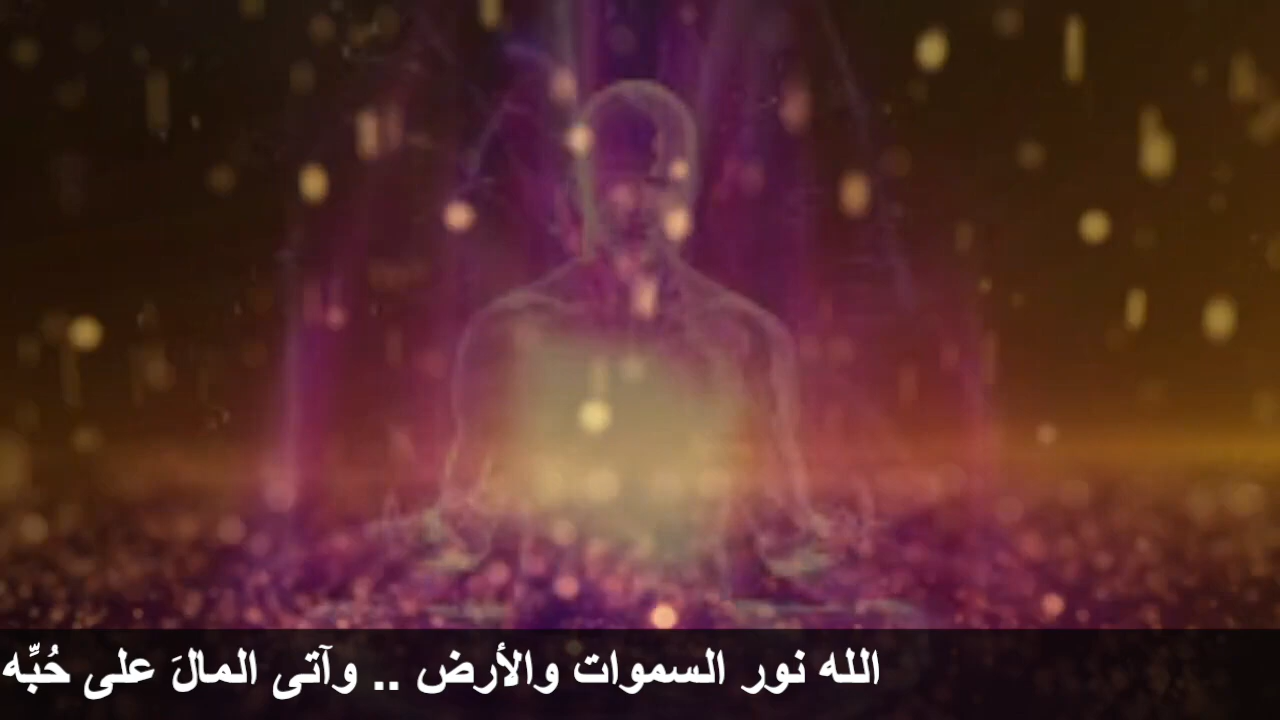 الله نور السموات والأرض .. وآتى المالَ على حُبِّه